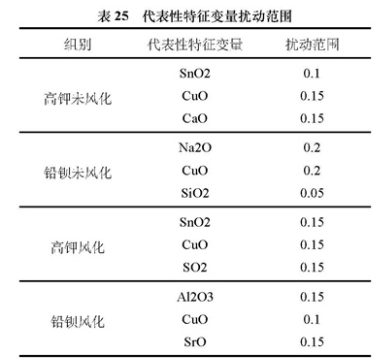 表 25 代表性特征变量扰动范围
组别 代表性特征变量 扰动范围
SnO2 0.1
高钾未风化 CuO 0.15
CaO 0.15
Na2O 0.2
铅钡未风化 CuO 0.2
SiO2 0.05
SnO2 0.15
高钾风化 CuO 0.15
SO2 0.15
Al2O3 0.15
铅钡风化 CuO 0.1
SrO 0.15